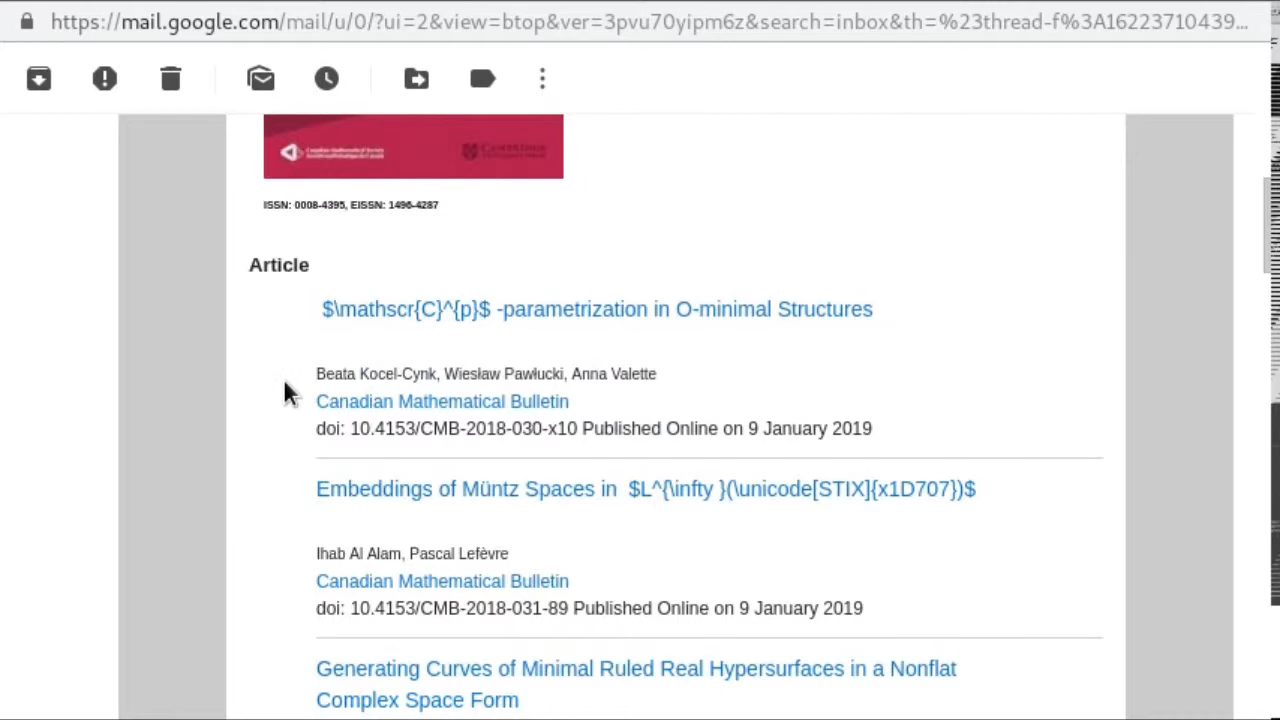 https://mail.google.com/mail/u/0/?ui=2&view=btop&ver=3pvu70yipm6z&search=inbox&th=%23thread-f%3A16223710439...
Canadian Mathematical Society
CAMBRIDGE
ISSN: 0008-4395, EISSN: 1496-4287
Article
$\mathscr{C}^{p}$ -parametrization in O-minimal Structures
Beata Kocel-Cynk, Wiesław Pawłucki, Anna Valette
Canadian Mathematical Bulletin
doi: 10.4153/CMB-2018-030-x10 Published Online on 9 January 2019
Embeddings of Müntz Spaces in $L^{\infty }(\unicode[STIX]{x1D707})$
Ihab Al Alam, Pascal Lefèvre
Canadian Mathematical Bulletin
doi: 10.4153/CMB-2018-031-89 Published Online on 9 January 2019
Generating Curves of Minimal Ruled Real Hypersurfaces in a Nonflat
Complex Space Form